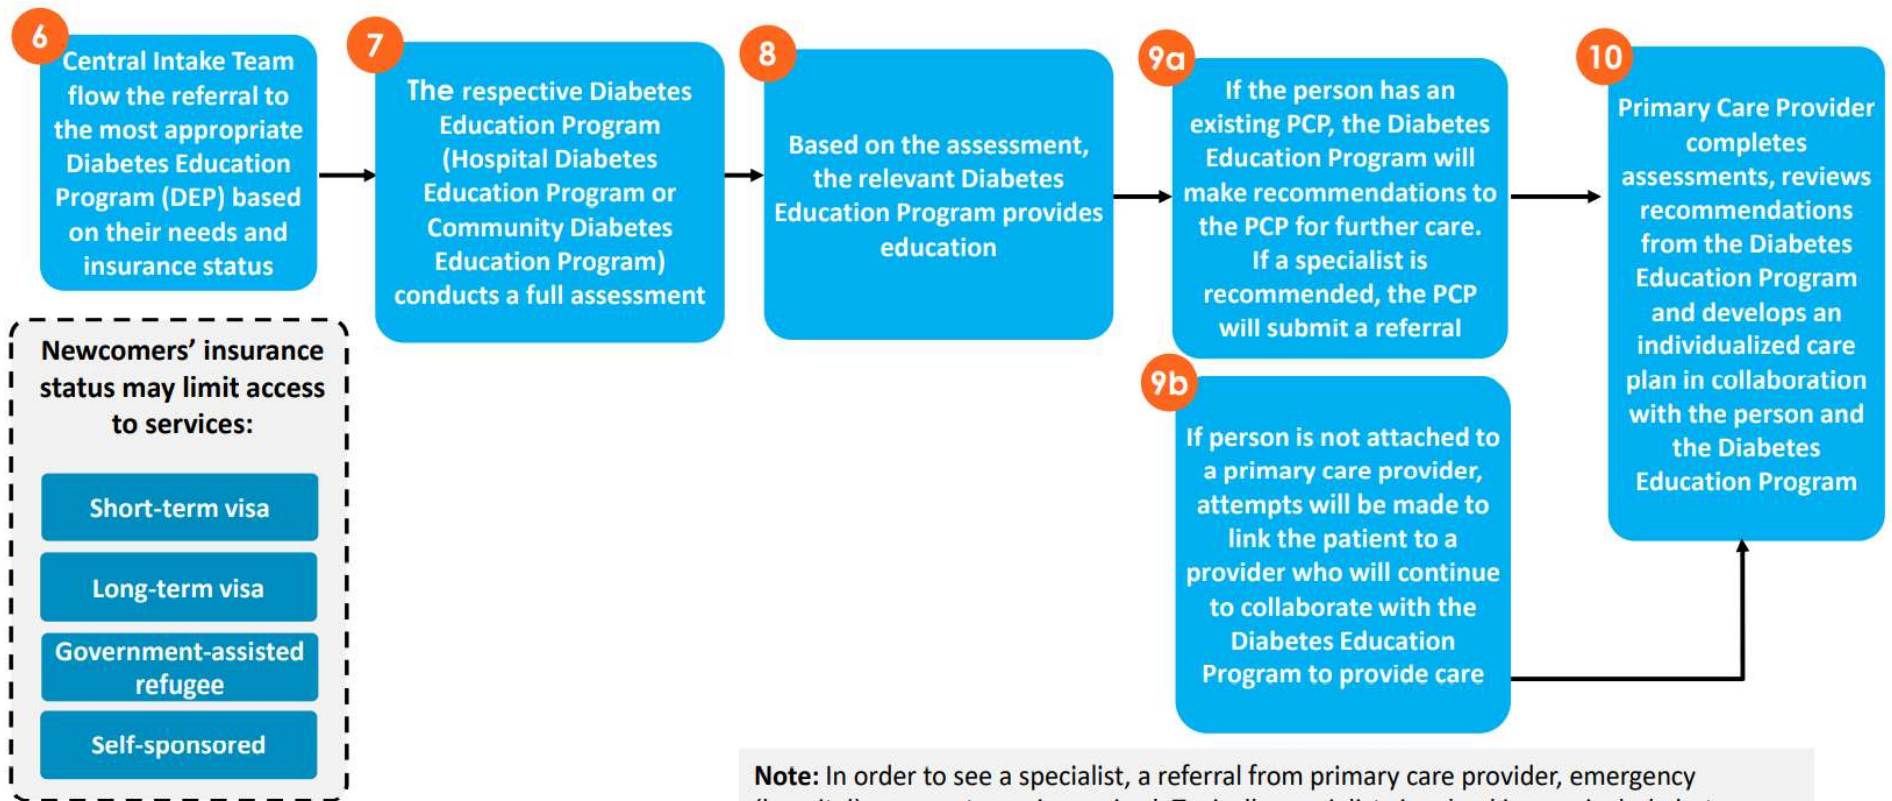 6
Central Intake Team
flow the referral to
the most appropriate
Diabetes Education
Program (DEP) based
on their needs and
insurance status
7
The respective Diabetes
Education Program
(Hospital Diabetes
Education Program or
Community Diabetes
Education Program)
conducts a full assessment
8
Based on the assessment,
the relevant Diabetes
Education Program provides
education
9a
If the person has an
existing PCP, the Diabetes
Education Program will
make recommendations to
the PCP for further care.
If a specialist is
recommended, the PCP
will submit a referral
9b
If person is not attached to
a primary care provider,
attempts will be made to
link the patient to a
provider who will continue
to collaborate with the
Diabetes Education
Program to provide care
10
Primary Care Provider
completes
assessments, reviews
recommendations
from the Diabetes
Education Program
and develops an
individualized care
plan in collaboration
with the person and
the Diabetes
Education Program
Newcomers’ insurance
status may limit access
to services:
Short-term visa
Long-term visa
Government-assisted
refugee
Self-sponsored
Note: In order to see a specialist, a referral from primary care provider, emergency